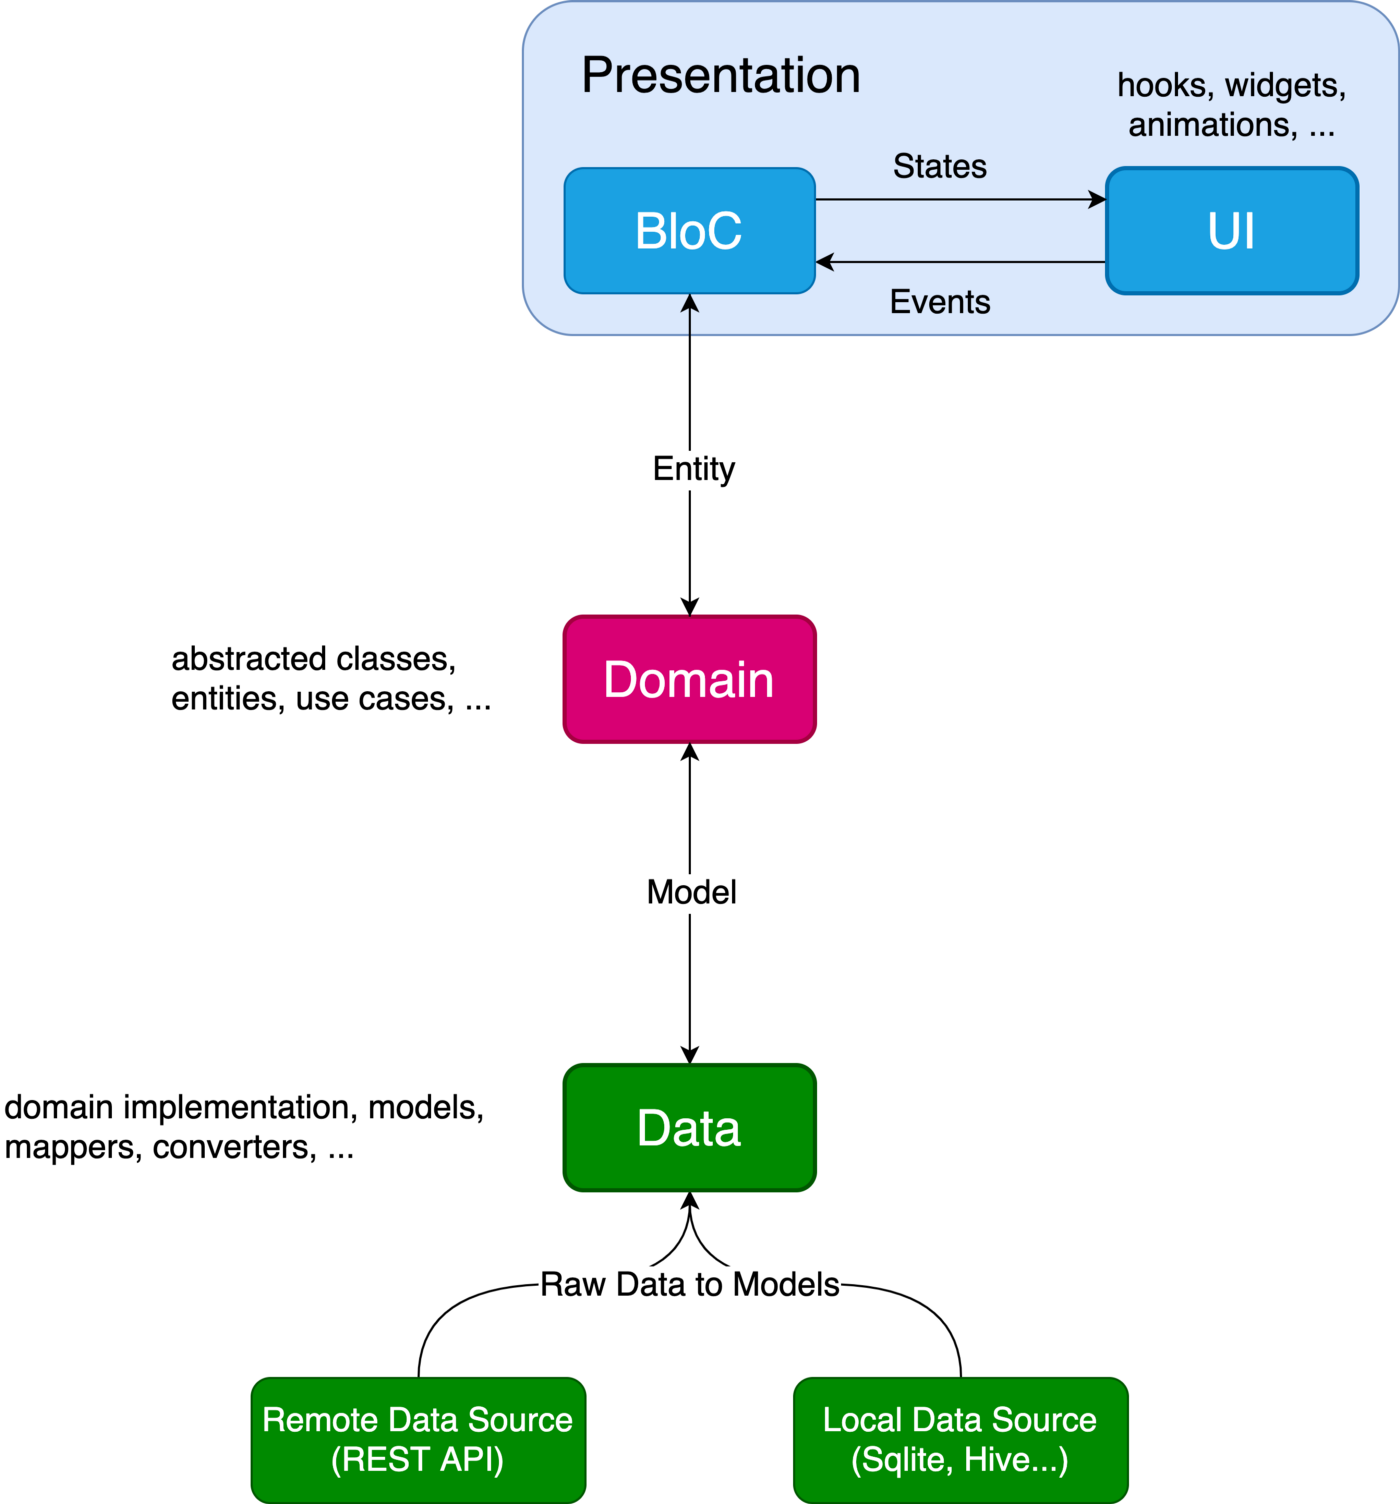 Presentation
hooks, widgets,
animations, ...
States
BloC
UI
Events
Entity
abstracted classes,
entities, use cases, ...
Domain
Model
domain implementation, models,
mappers, converters, ...
Data
Raw Data to Models
Remote Data Source
(REST API)
Local Data Source
(Sqlite, Hive...)